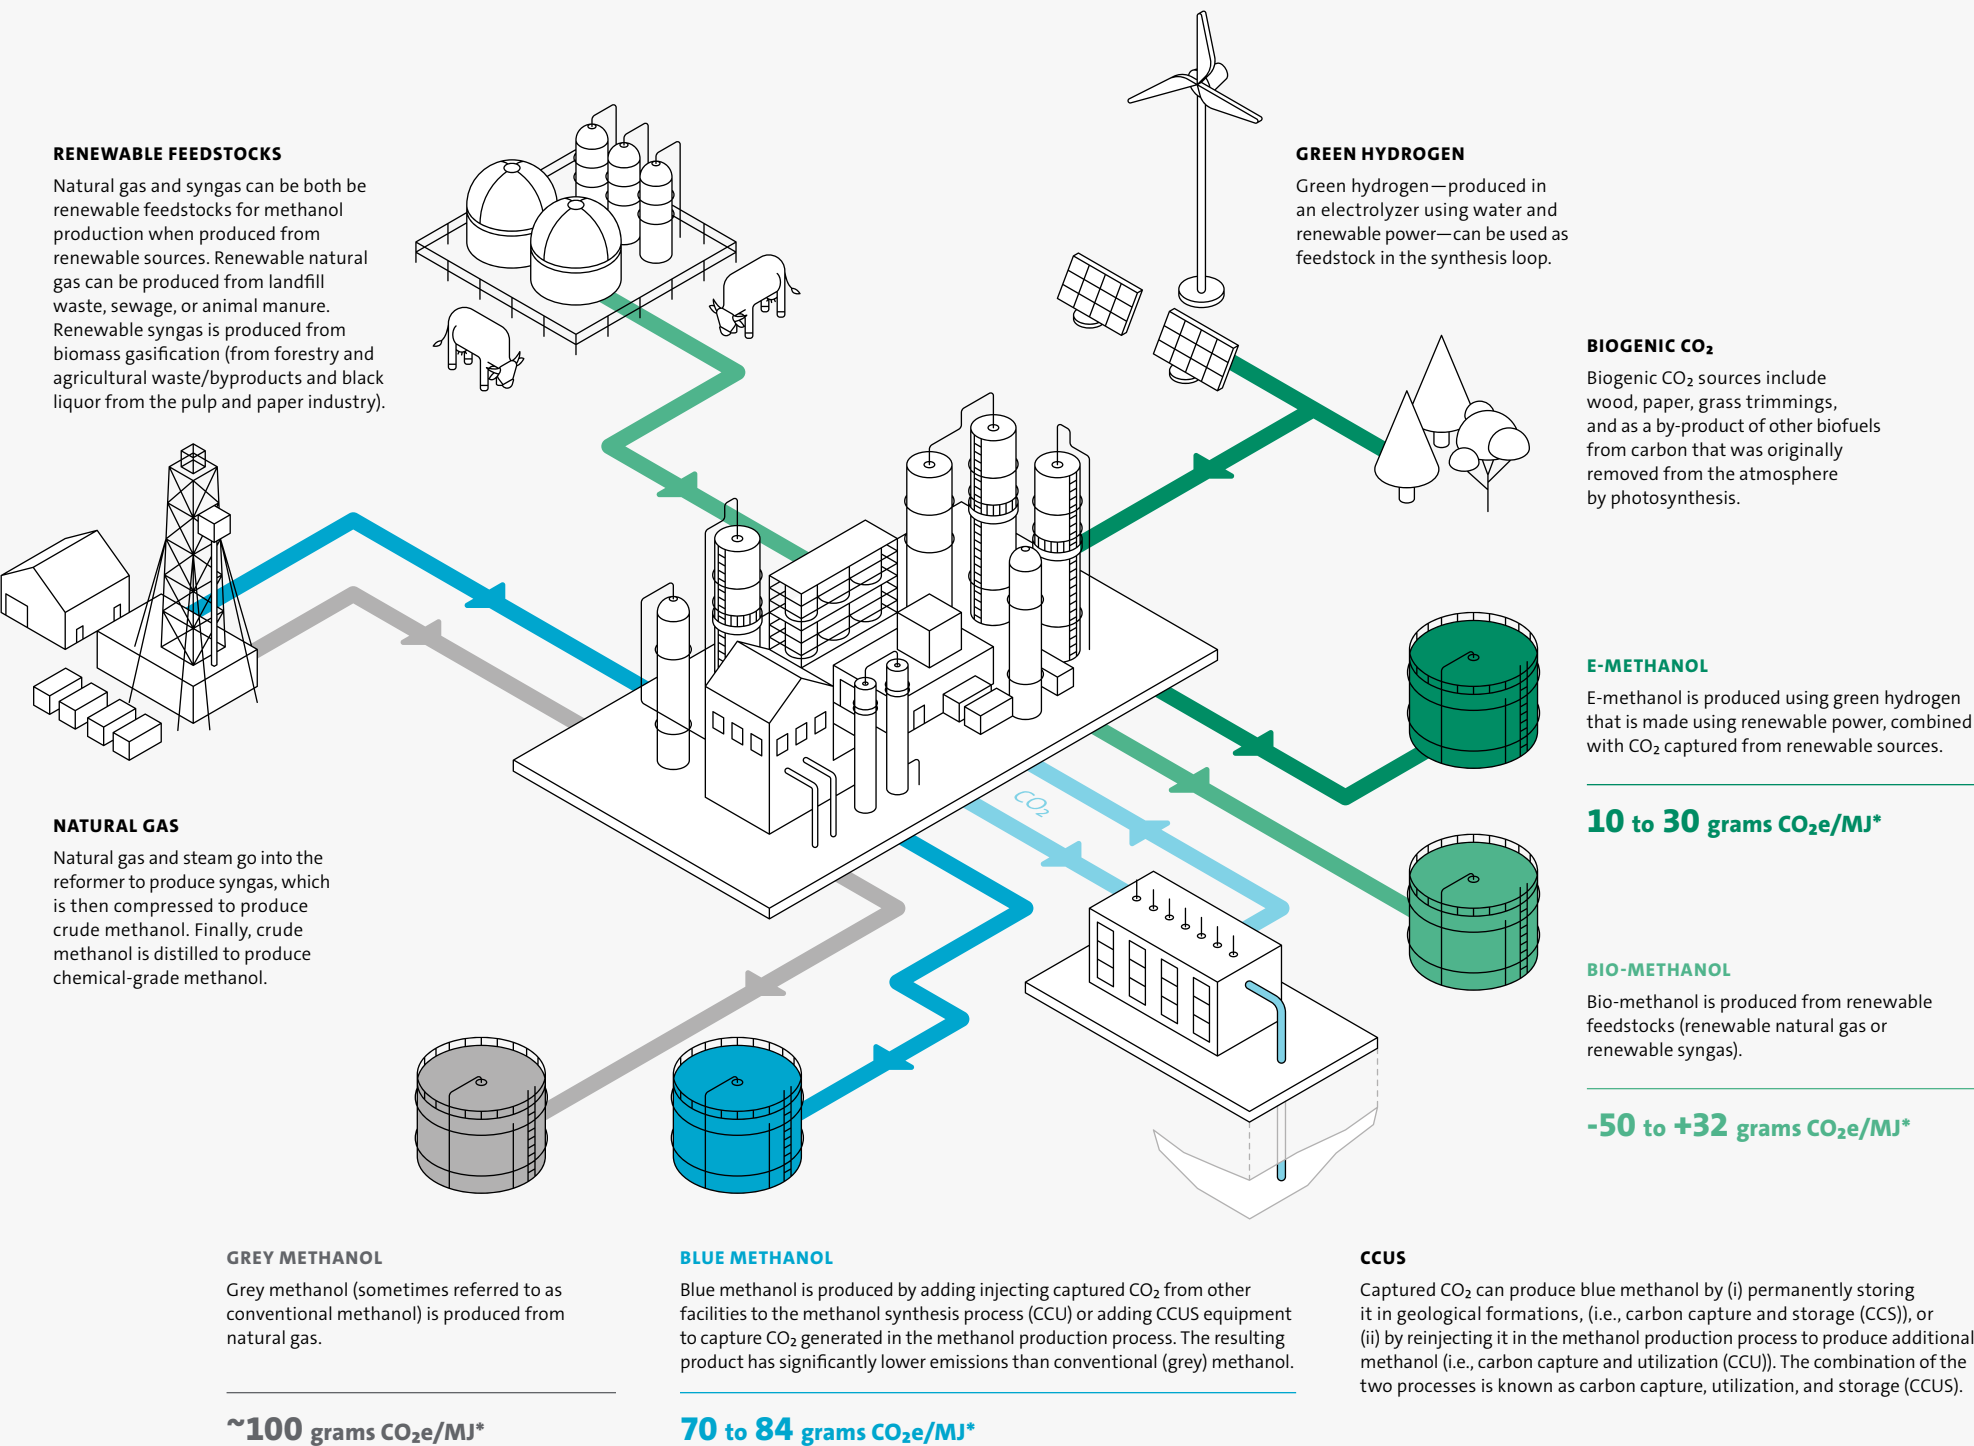 RENEWABLE FEEDSTOCKS
Natural gas and syngas can be both be
renewable feedstocks for methanol
production when produced from
renewable sources. Renewable natural
gas can be produced from landfill
waste, sewage, or animal manure.
Renewable syngas is produced from
biomass gasification (from forestry and
agricultural waste/byproducts and black
liquor from the pulp and paper industry).
GREEN HYDROGEN
Green hydrogen—produced in
an electrolyzer using water and
renewable power—can be used as
feedstock in the synthesis loop.
BIOGENIC CO₂
Biogenic CO₂ sources include
wood, paper, grass trimmings,
and as a by-product of other biofuels
from carbon that was originally
removed from the atmosphere
by photosynthesis.
E-METHANOL
E-methanol is produced using green hydrogen
that is made using renewable power, combined
with CO₂ captured from renewable sources.
10 to 30 grams CO₂e/MJ*
CO₂
NATURAL GAS
Natural gas and steam go into the
reformer to produce syngas, which
is then compressed to produce
crude methanol. Finally, crude
methanol is distilled to produce
chemical-grade methanol.
BIO-METHANOL
Bio-methanol is produced from renewable
feedstocks (renewable natural gas or
renewable syngas).
-50 to +32 grams CO₂e/MJ*
GREY METHANOL
Grey methanol (sometimes referred to as
conventional methanol) is produced from
natural gas.
~100 grams CO₂e/MJ*
BLUE METHANOL
Blue methanol is produced by adding injecting captured CO₂ from other
facilities to the methanol synthesis process (CCU) or adding CCUS equipment
to capture CO₂ generated in the methanol production process. The resulting
product has significantly lower emissions than conventional (grey) methanol.
70 to 84 grams CO₂e/MJ*
CCUS
Captured CO₂ can produce blue methanol by (i) permanently storing
it in geological formations, (i.e., carbon capture and storage (CCS)), or
(ii) by reinjecting it in the methanol production process to produce additional
methanol (i.e., carbon capture and utilization (CCU)). The combination of the
two processes is known as carbon capture, utilization, and storage (CCUS).